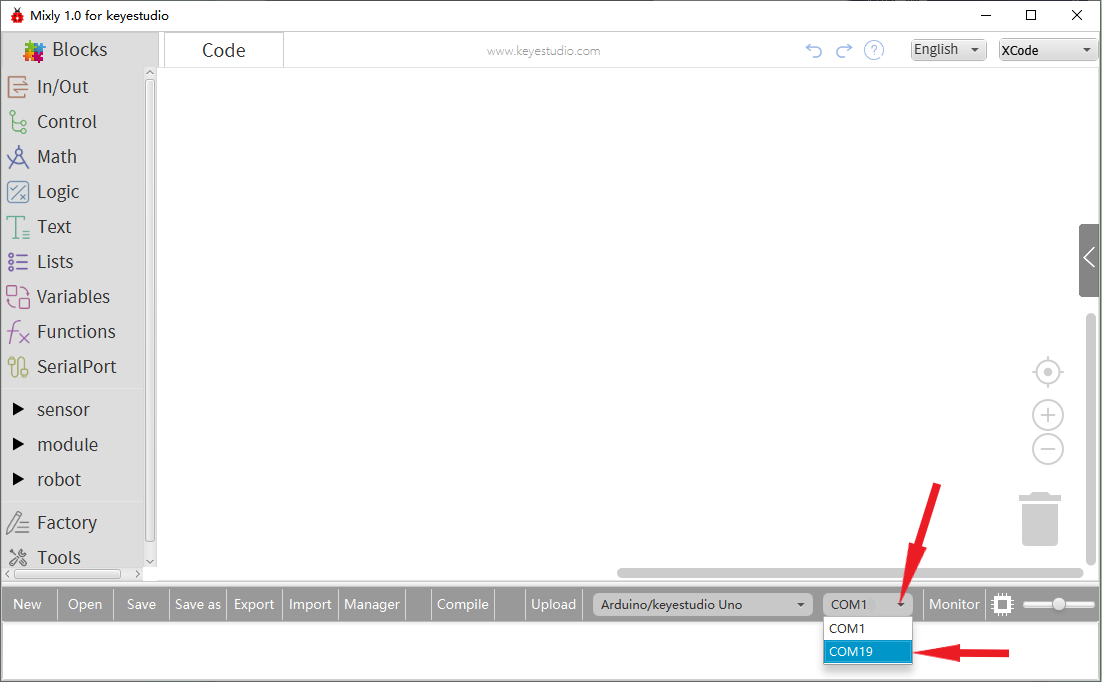 Mixly 1.0 for keyestudio
Blocks
Code
www.keyestudio.com
?
English
XCode
In/Out
Control
Math
Logic
Text
Lists
Variables
Functions
SerialPort
sensor
module
robot
Factory
Tools
New
Open
Save
Save as
Export
Import
Manager
Compile
Upload
Arduino/keyestudio Uno
COM1
Monitor
COM1
COM19